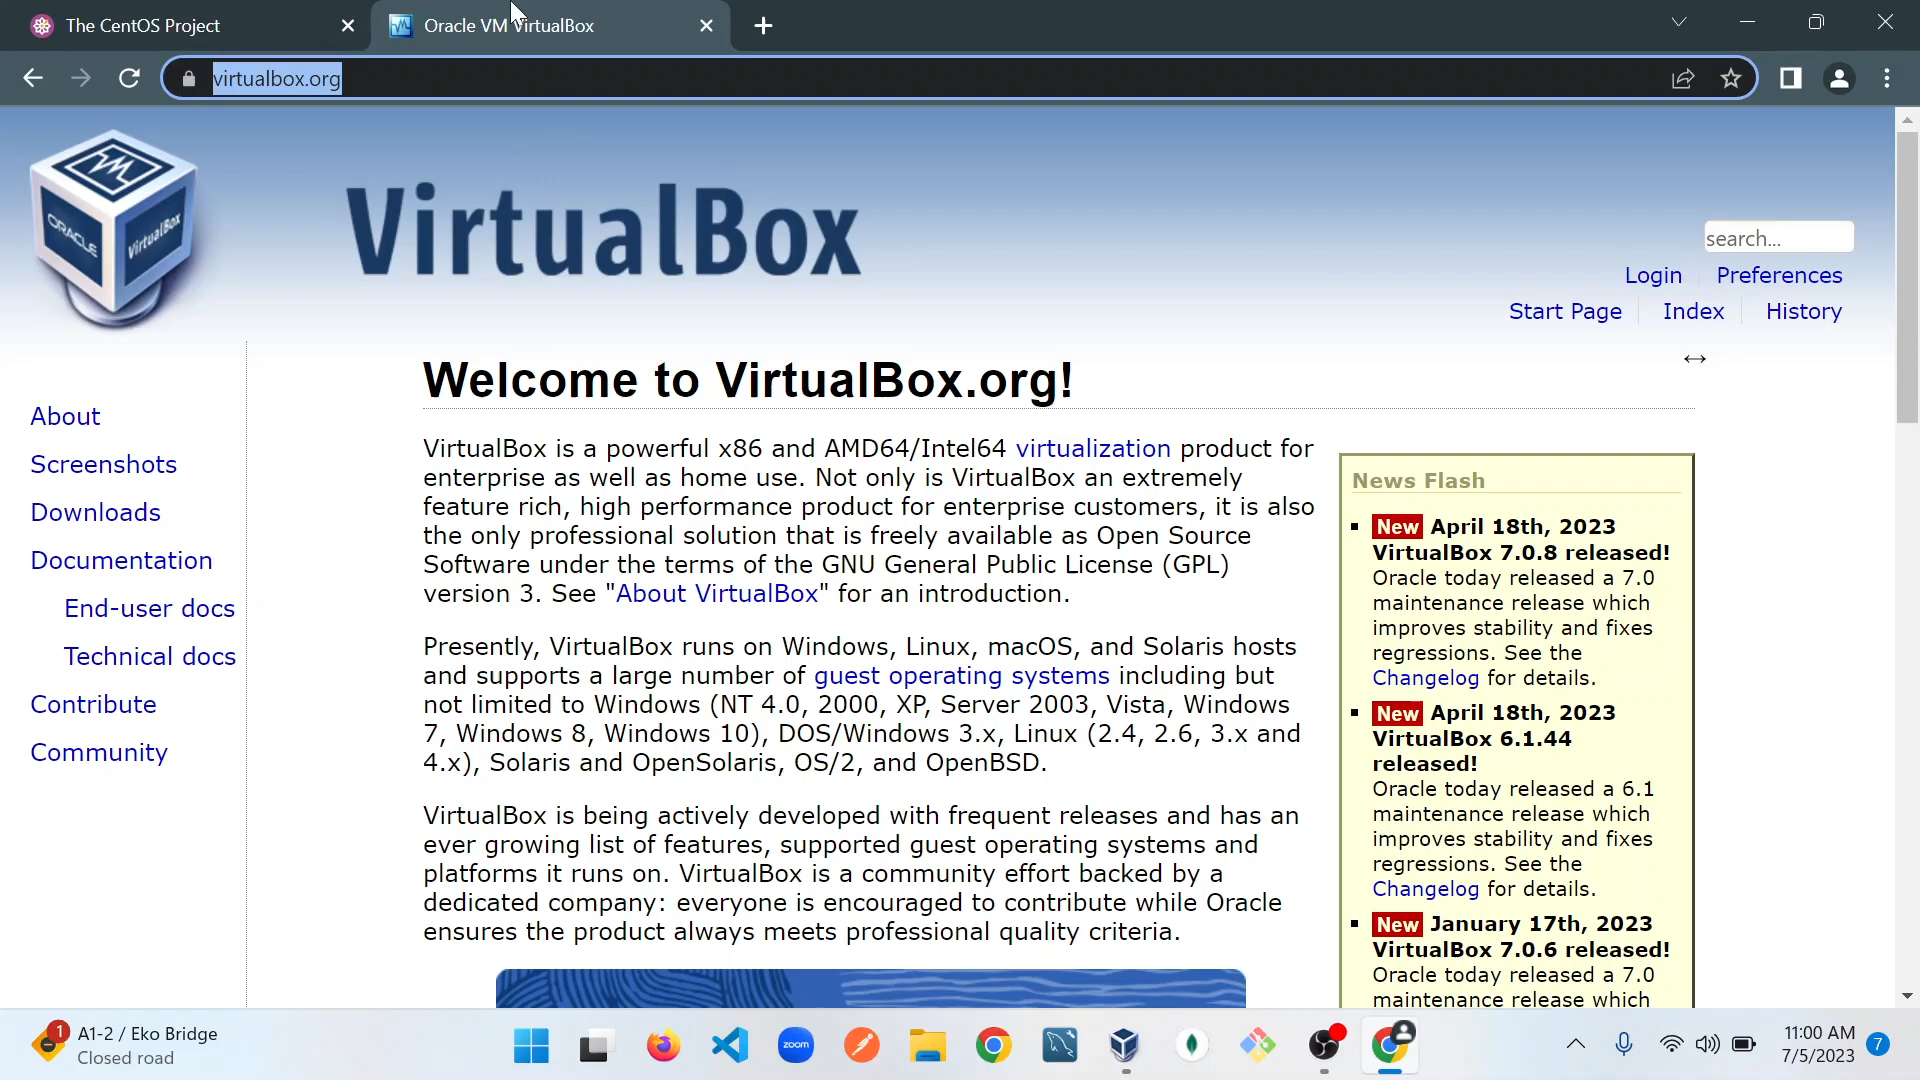 The CentOS Project
Oracle VM VirtualBox
virtualbox.org
ORACLE
VirtualBox
VirtualBox
search...
Login
Preferences
Start Page
Index
History
Welcome to VirtualBox.org!
About
Screenshots
Downloads
Documentation
End-user docs
Technical docs
Contribute
Community
VirtualBox is a powerful x86 and AMD64/Intel64 virtualization product for
enterprise as well as home use. Not only is VirtualBox an extremely
feature rich, high performance product for enterprise customers, it is also
the only professional solution that is freely available as Open Source
Software under the terms of the GNU General Public License (GPL)
version 3. See "About VirtualBox" for an introduction.
Presently, VirtualBox runs on Windows, Linux, macOS, and Solaris hosts
and supports a large number of guest operating systems including but
not limited to Windows (NT 4.0, 2000, XP, Server 2003, Vista, Windows
7, Windows 8, Windows 10), DOS/Windows 3.x, Linux (2.4, 2.6, 3.x and
4.x), Solaris and OpenSolaris, OS/2, and OpenBSD.
VirtualBox is being actively developed with frequent releases and has an
ever growing list of features, supported guest operating systems and
platforms it runs on. VirtualBox is a community effort backed by a
dedicated company: everyone is encouraged to contribute while Oracle
ensures the product always meets professional quality criteria.
News Flash
New April 18th, 2023
VirtualBox 7.0.8 released!
Oracle today released a 7.0
maintenance release which
improves stability and fixes
regressions. See the
Changelog for details.
New April 18th, 2023
VirtualBox 6.1.44
released!
Oracle today released a 6.1
maintenance release which
improves stability and fixes
regressions. See the
Changelog for details.
New January 17th, 2023
VirtualBox 7.0.6 released!
Oracle today released a 7.0
maintenance release which
1
A1-2 / Eko Bridge
Closed road
zoom
11:00 AM
7/5/2023
7